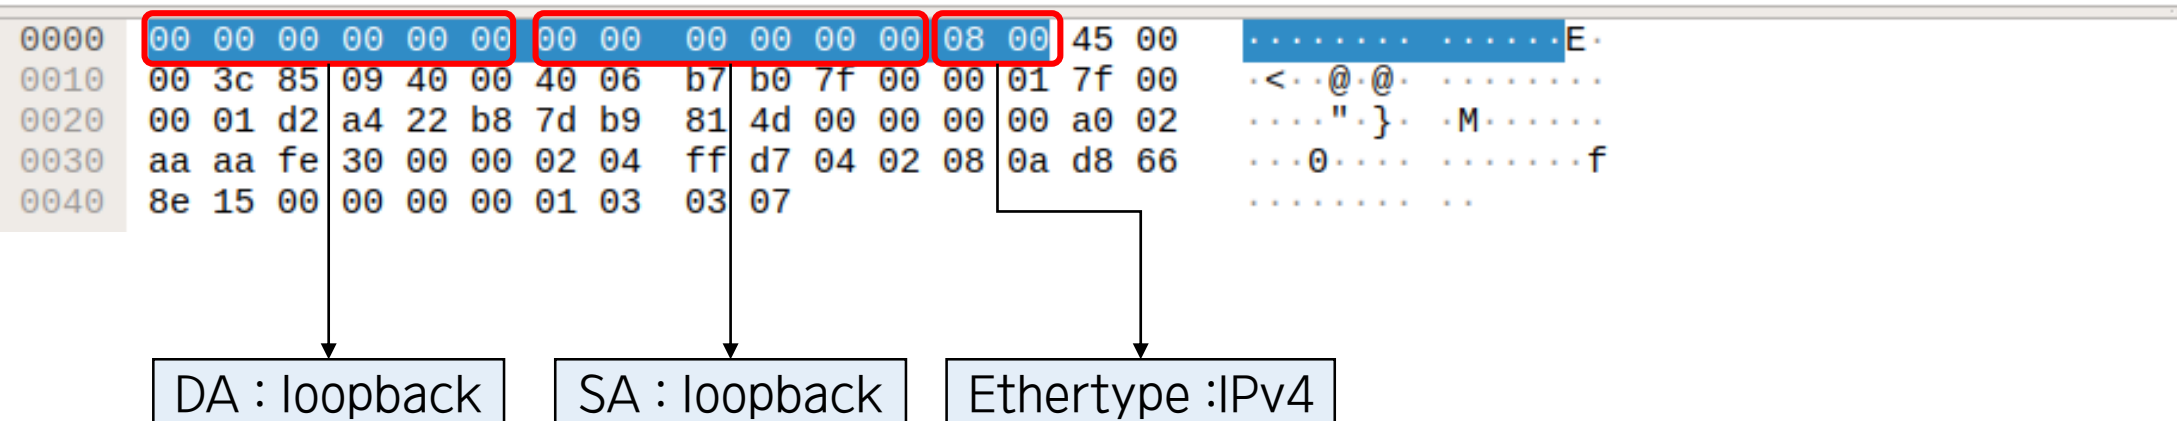 0000 00 00 00 00 00 00 00 00 00 00 00 00 08 00 45 00 ········ ······E·
0010 00 3c 85 09 40 00 40 06 b7 b0 7f 00 00 01 7f 00 ·<··@·@· ········
0020 00 01 d2 a4 22 b8 7d b9 81 4d 00 00 00 00 a0 02 ····"·}· ·M······
0030 aa aa fe 30 00 00 02 04 ff d7 04 02 08 0a d8 66 ···0···· ·······f
0040 8e 15 00 00 00 00 01 03 03 07 ········ ··
DA : loopback SA : loopback Ethertype :IPv4